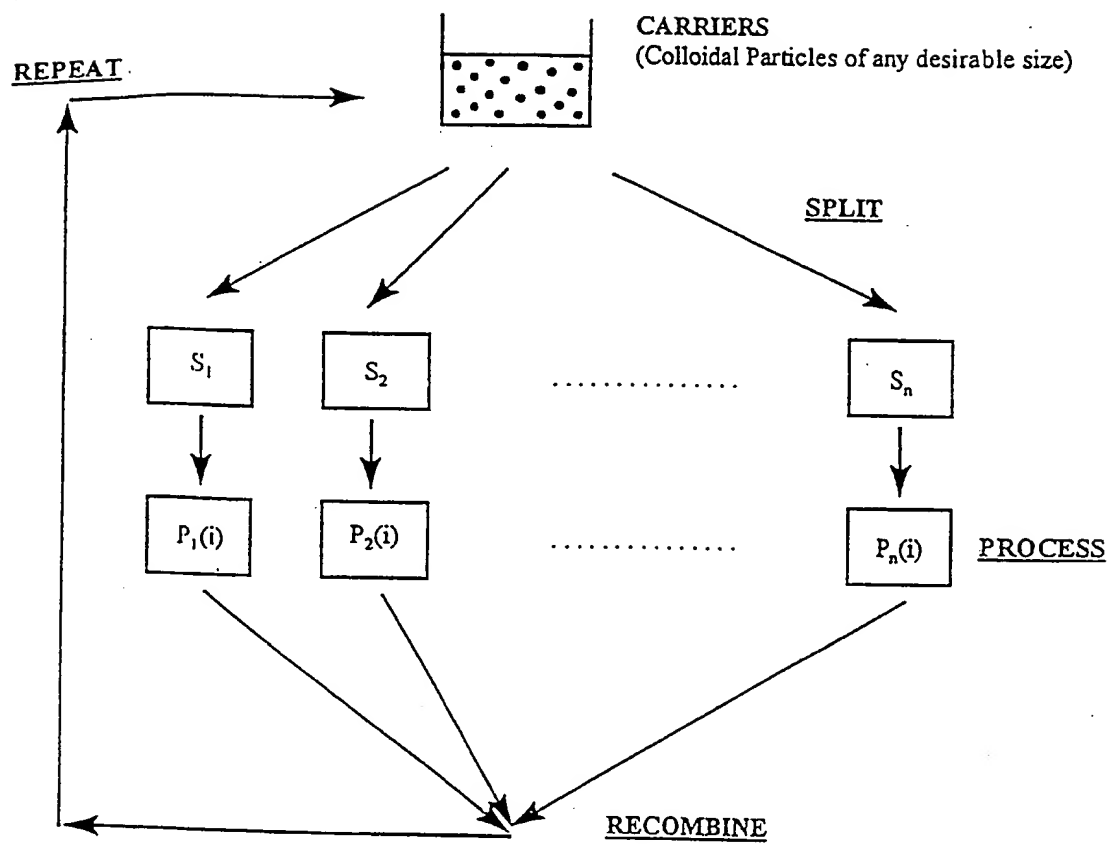 CARRIERS
(Colloidal Particles of any desirable size)
REPEAT
SPLIT
S₁ S₂ .................. Sₙ
P₁(i) P₂(i) .................. Pₙ(i) PROCESS
RECOMBINE